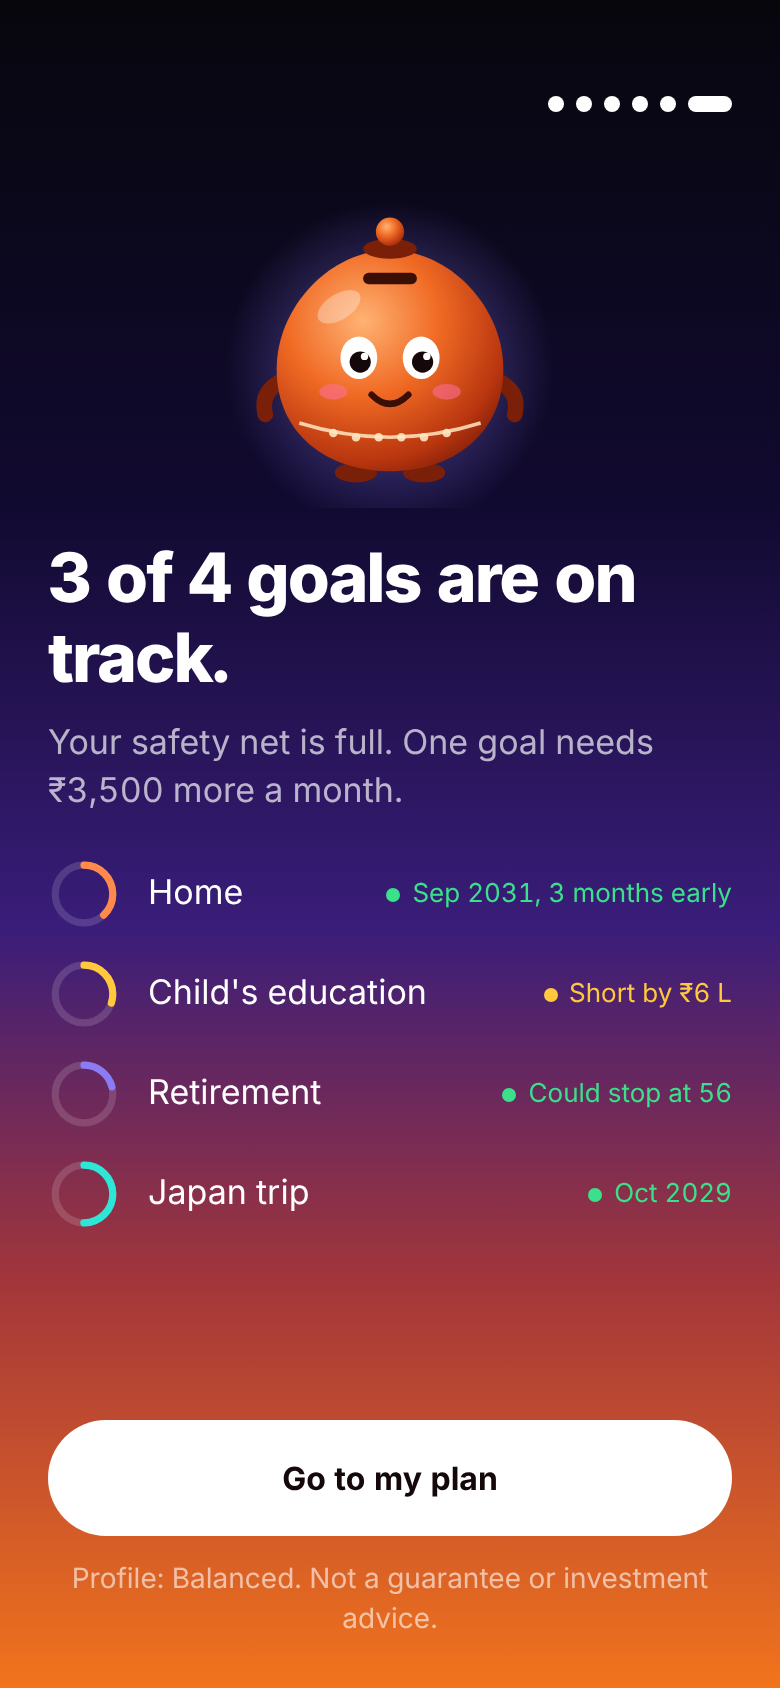 3 of 4 goals are on
track.
Your safety net is full. One goal needs
₹3,500 more a month.
Home
Sep 2031, 3 months early
Child's education
Short by ₹6 L
Retirement
Could stop at 56
Japan trip
Oct 2029
Go to my plan
Profile: Balanced. Not a guarantee or investment
advice.